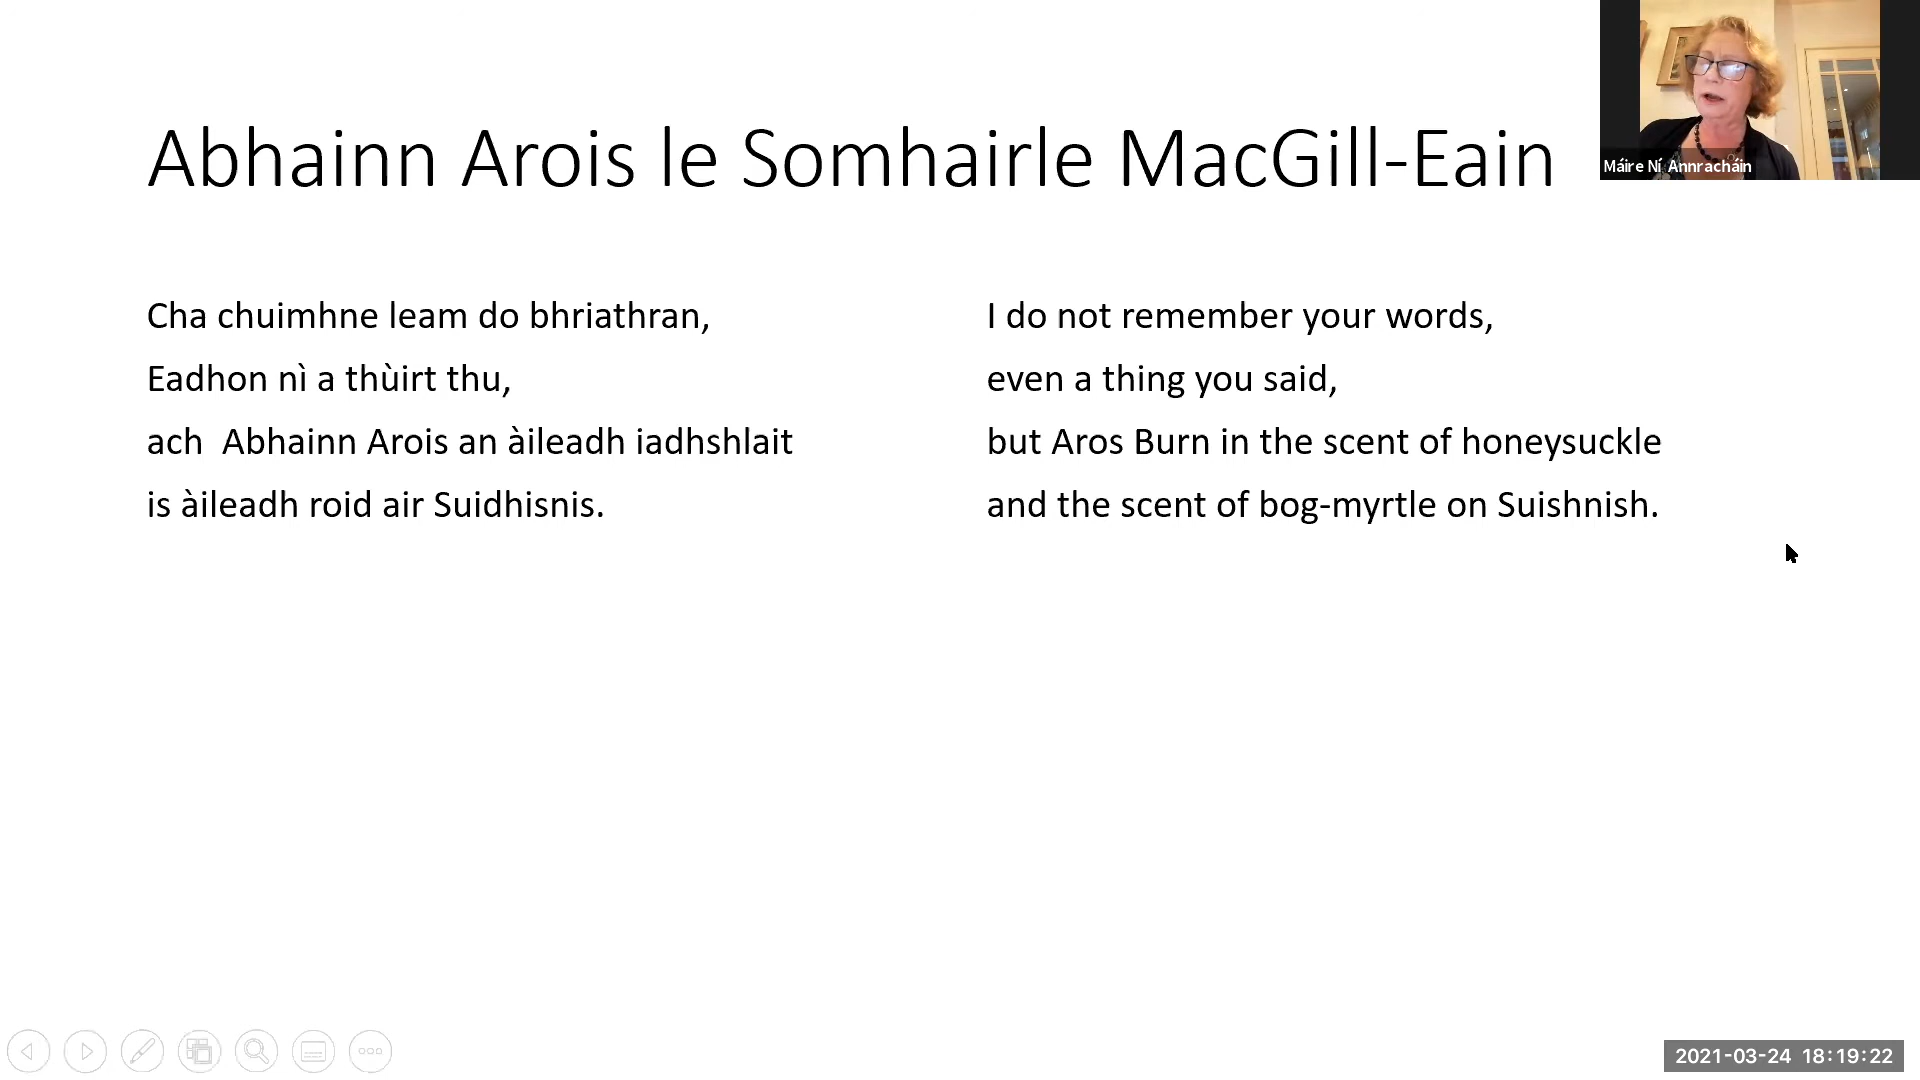 Abhainn Arois le Somhairle MacGill-Eain
Máire Ní Annracháin
Cha chuimhne leam do bhriathran,
Eadhon nì a thùirt thu,
ach  Abhainn Arois an àileadh iadhshlait
is àileadh roid air Suidhisnis.
I do not remember your words,
even a thing you said,
but Aros Burn in the scent of honeysuckle
and the scent of bog-myrtle on Suishnish.
2021-03-24 18:19:22